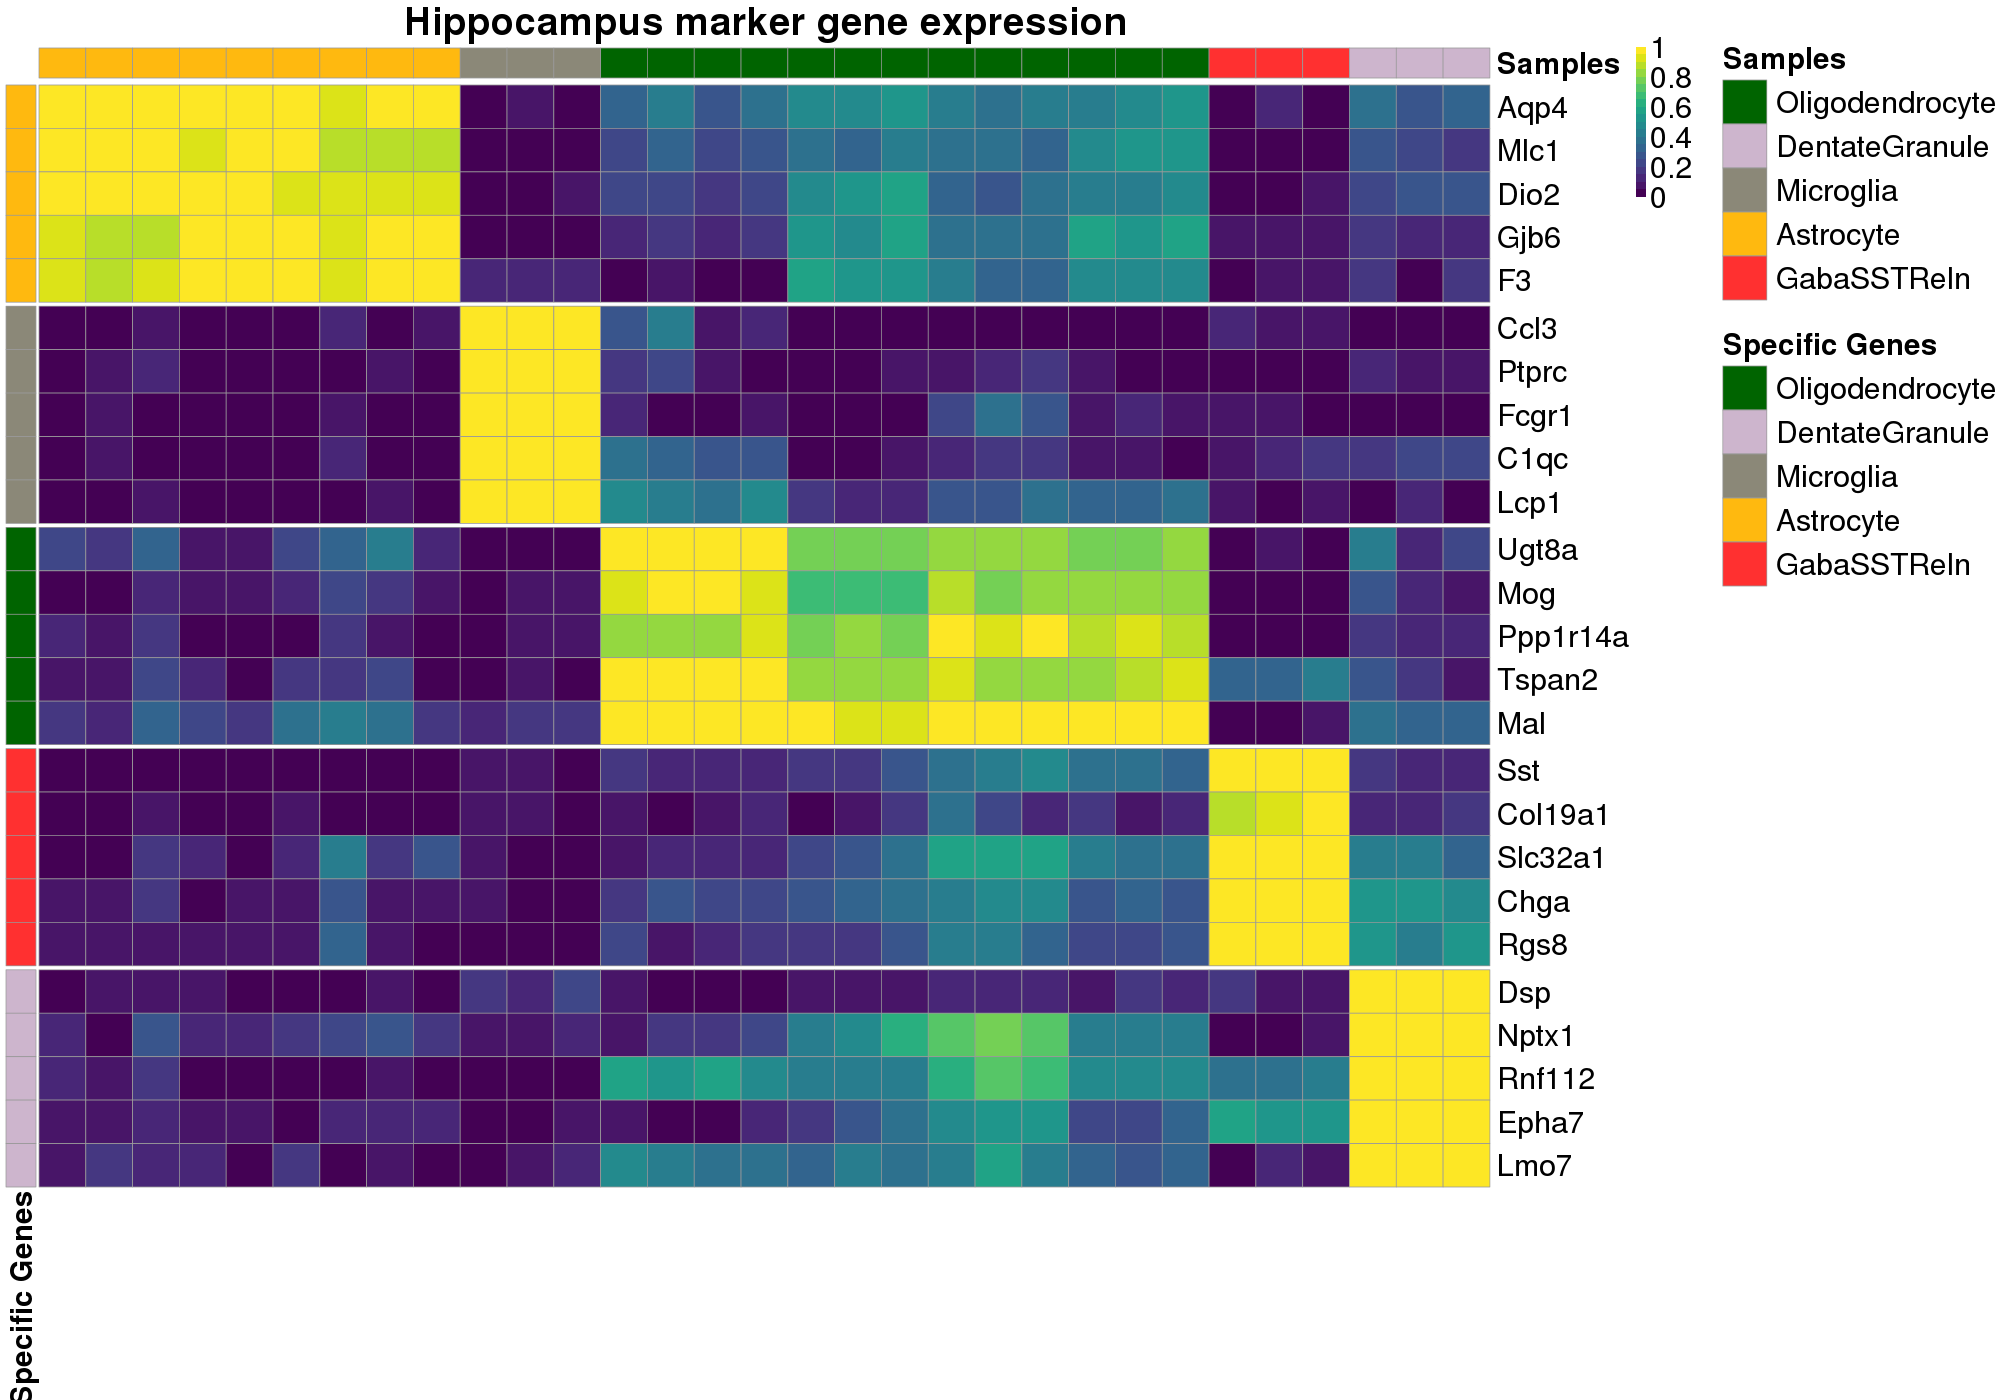 Hippocampus marker gene expression
Samples
Aqp4
Mlc1
Dio2
Gjb6
F3
Ccl3
Ptprc
Fcgr1
C1qc
Lcp1
Ugt8a
Mog
Ppp1r14a
Tspan2
Mal
Sst
Col19a1
Slc32a1
Chga
Rgs8
Dsp
Nptx1
Rnf112
Epha7
Lmo7
Specific Genes
1
0.8
0.6
0.4
0.2
0
Samples
Oligodendrocyte
DentateGranule
Microglia
Astrocyte
GabaSSTReln
Specific Genes
Oligodendrocyte
DentateGranule
Microglia
Astrocyte
GabaSSTReln